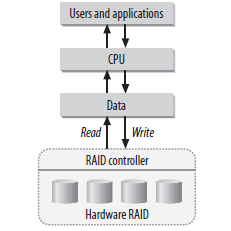 Users and applications
CPU
Data
Read Write
RAID controller
Hardware RAID